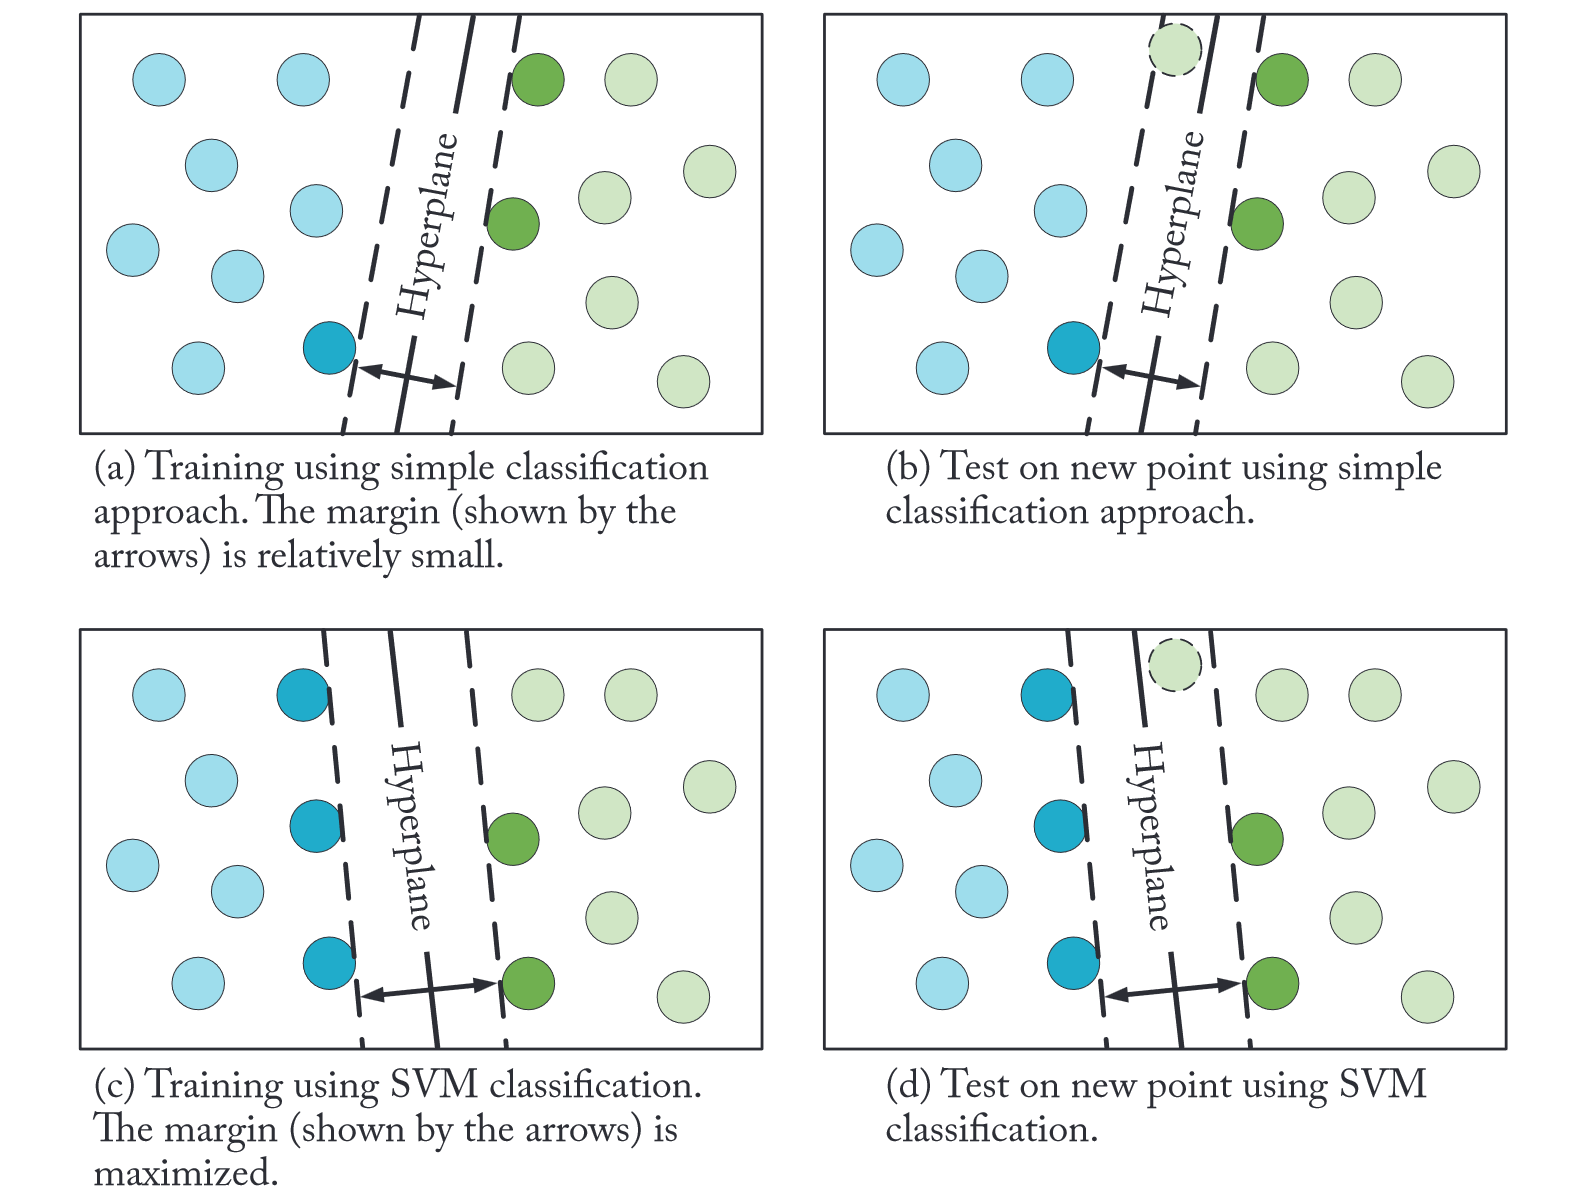 Hyperplane
Hyperplane
(a) Training using simple classification
approach. The margin (shown by the
arrows) is relatively small.
(b) Test on new point using simple
classification approach.
Hyperplane
Hyperplane
(c) Training using SVM classification.
The margin (shown by the arrows) is
maximized.
(d) Test on new point using SVM
classification.